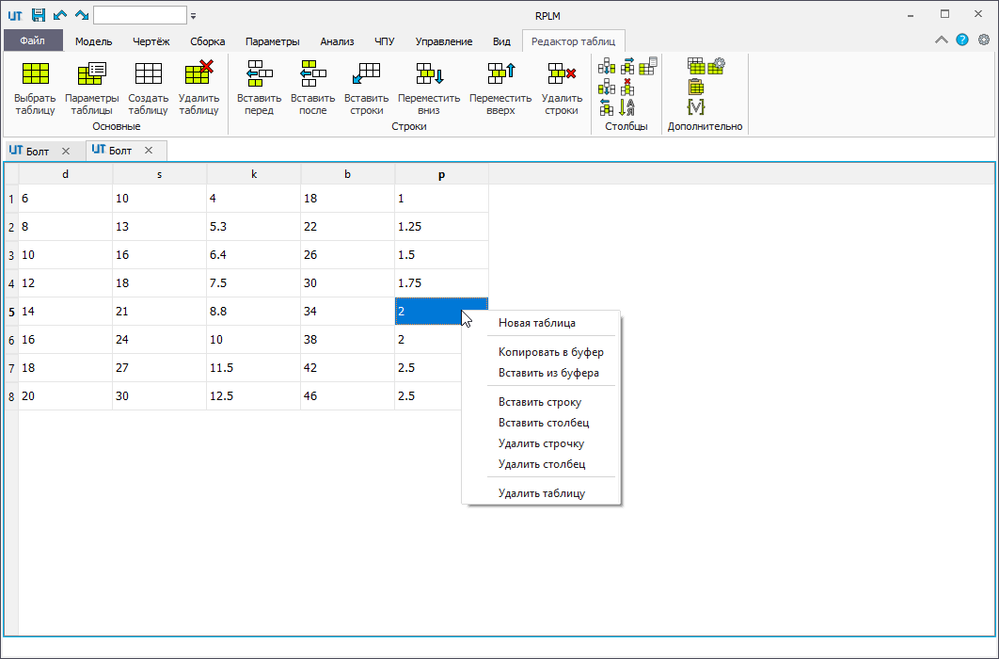 UT RPLM
Файл Модель Чертёж Сборка Параметры Анализ ЧПУ Управление Вид Редактор таблиц
Выбрать таблицу
Параметры таблицы
Создать таблицу
Удалить таблицу
Основные
Вставить перед
Вставить после
Вставить строки
Переместить вниз
Переместить вверх
Удалить строки
Строки
Столбцы
Дополнительно
UT Болт UT Болт
d s k b p
1 6 10 4 18 1
2 8 13 5.3 22 1.25
3 10 16 6.4 26 1.5
4 12 18 7.5 30 1.75
5 14 21 8.8 34 2
6 16 24 10 38 2
7 18 27 11.5 42 2.5
8 20 30 12.5 46 2.5
Новая таблица
Копировать в буфер
Вставить из буфера
Вставить строку
Вставить столбец
Удалить строчку
Удалить столбец
Удалить таблицу